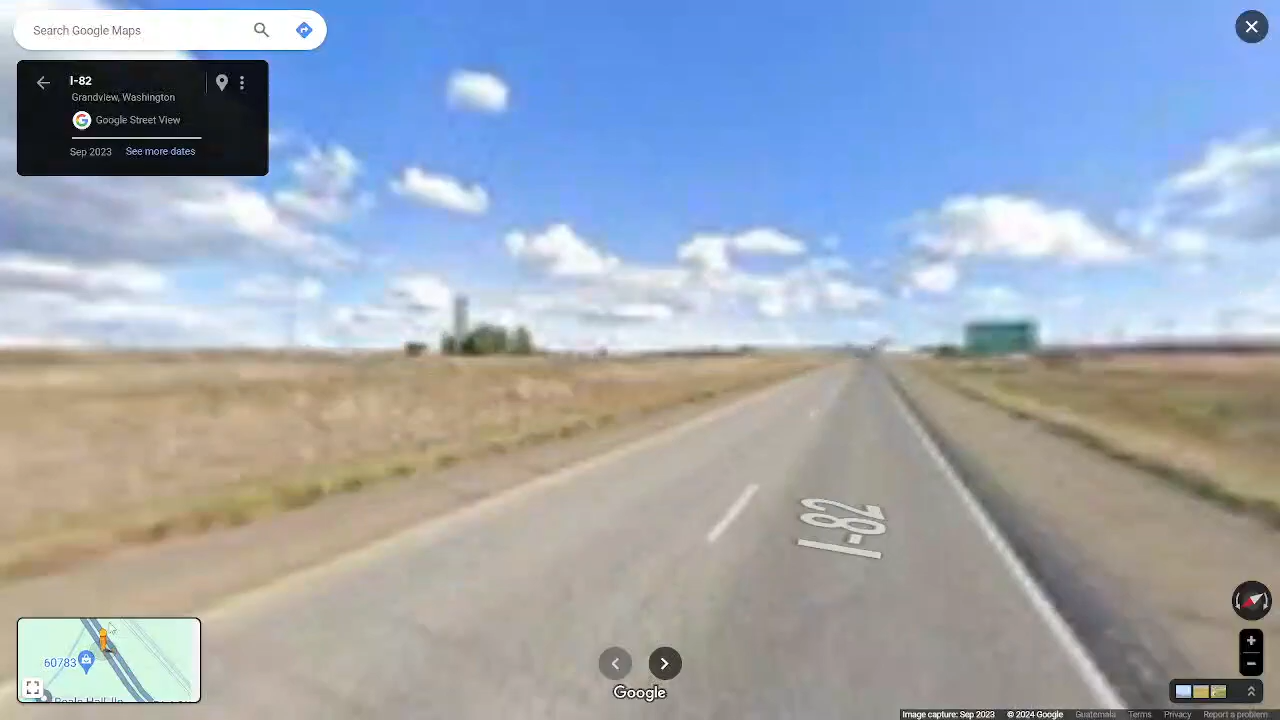 Search Google Maps
I-82
Grandview, Washington
Google Street View
Sep 2023 See more dates
I-82
60783
Google
Image capture: Sep 2023 © 2024 Google Guatemala Terms Privacy Report a problem